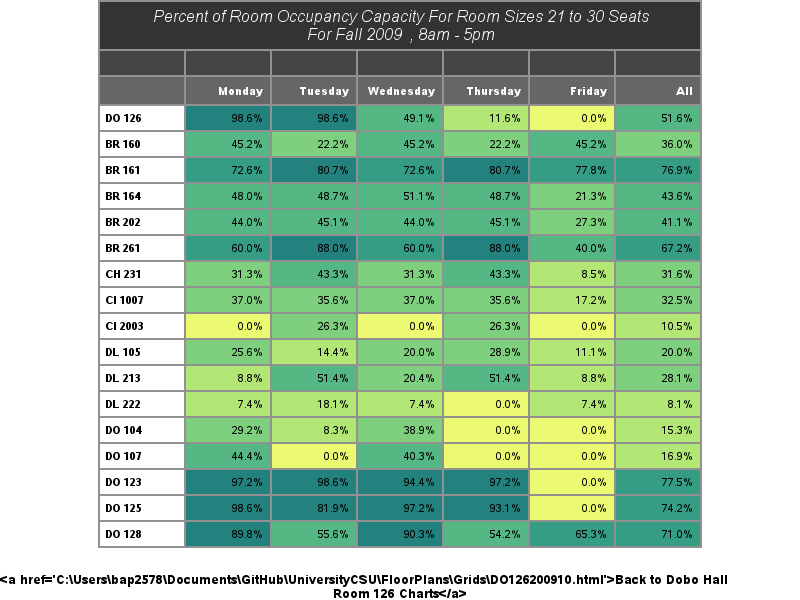 Percent of Room Occupancy Capacity For Room Sizes 21 to 30 Seats
For Fall 2009 , 8am - 5pm
Monday Tuesday Wednesday Thursday Friday All
DO 126 98.6% 98.6% 49.1% 11.6% 0.0% 51.6%
BR 160 45.2% 22.2% 45.2% 22.2% 45.2% 36.0%
BR 161 72.6% 80.7% 72.6% 80.7% 77.8% 76.9%
BR 164 48.0% 48.7% 51.1% 48.7% 21.3% 43.6%
BR 202 44.0% 45.1% 44.0% 45.1% 27.3% 41.1%
BR 261 60.0% 88.0% 60.0% 88.0% 40.0% 67.2%
CH 231 31.3% 43.3% 31.3% 43.3% 8.5% 31.6%
CI 1007 37.0% 35.6% 37.0% 35.6% 17.2% 32.5%
CI 2003 0.0% 26.3% 0.0% 26.3% 0.0% 10.5%
DL 105 25.6% 14.4% 20.0% 28.9% 11.1% 20.0%
DL 213 8.8% 51.4% 20.4% 51.4% 8.8% 28.1%
DL 222 7.4% 18.1% 7.4% 0.0% 7.4% 8.1%
DO 104 29.2% 8.3% 38.9% 0.0% 0.0% 15.3%
DO 107 44.4% 0.0% 40.3% 0.0% 0.0% 16.9%
DO 123 97.2% 98.6% 94.4% 97.2% 0.0% 77.5%
DO 125 98.6% 81.9% 97.2% 93.1% 0.0% 74.2%
DO 128 89.8% 55.6% 90.3% 54.2% 65.3% 71.0%
<a href='C:\Users\bap2578\Documents\GitHub\UniversityCSU\FloorPlans\Grids\DO126200910.html'>Back to Dobo Hall
Room 126 Charts</a>